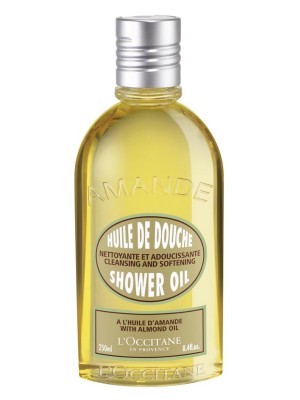 AMANDE
HUILE DE DOUCHE
NETTOYANTE ET ADOUCISSANTE
CLEANSING AND SOFTENING
SHOWER OIL
A L'HUILE D'AMANDE
WITH ALMOND OIL
250ml L'OCCITANE 8.4fl.oz.
EN PROVENCE
L'OCCITANE